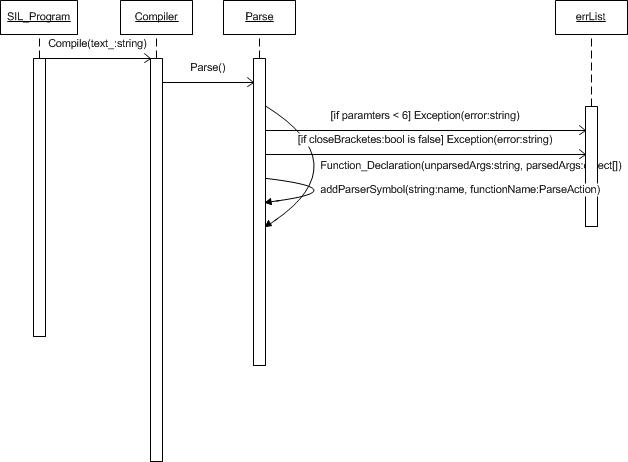 SIL_Program
Compiler
Parse
errList
Compile(text_:string)
Parse()
[if paramters < 6] Exception(error:string)
[if closeBracketes:bool is false] Exception(error:string)
Function_Declaration(unparsedArgs:string, parsedArgs:object[])
addParserSymbol(string:name, functionName:ParseAction)